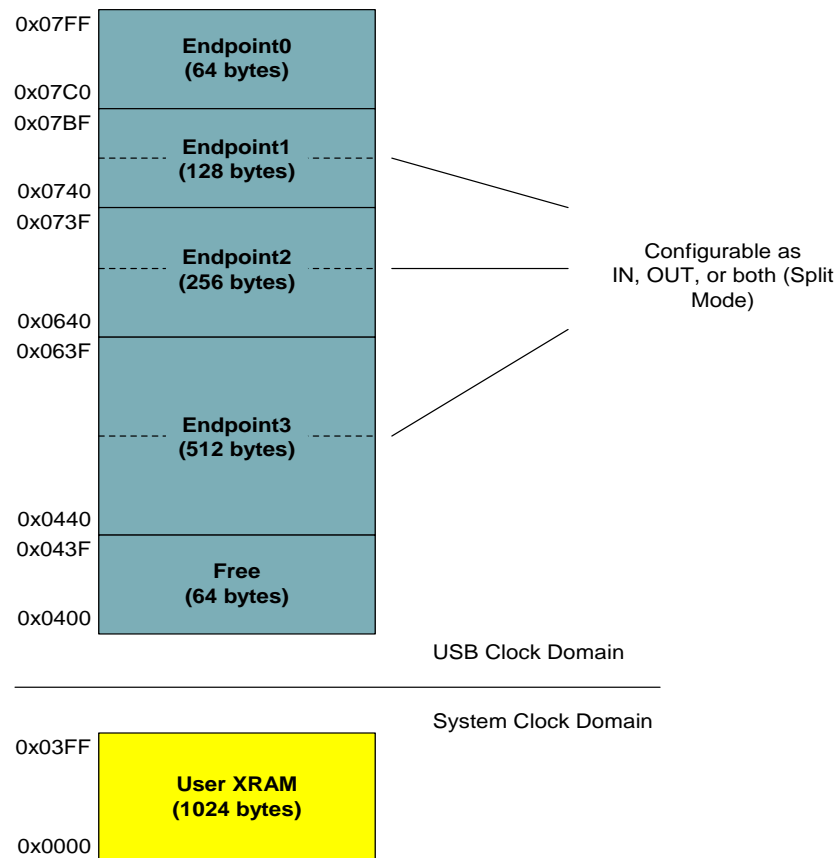 0x07FF
Endpoint0
(64 bytes)
0x07C0
0x07BF
Endpoint1
(128 bytes)
0x0740
0x073F
Endpoint2
(256 bytes)
0x0640
0x063F
Endpoint3
(512 bytes)
0x0440
0x043F
Free
(64 bytes)
0x0400
Configurable as
IN, OUT, or both (Split
Mode)
USB Clock Domain
System Clock Domain
0x03FF
User XRAM
(1024 bytes)
0x0000